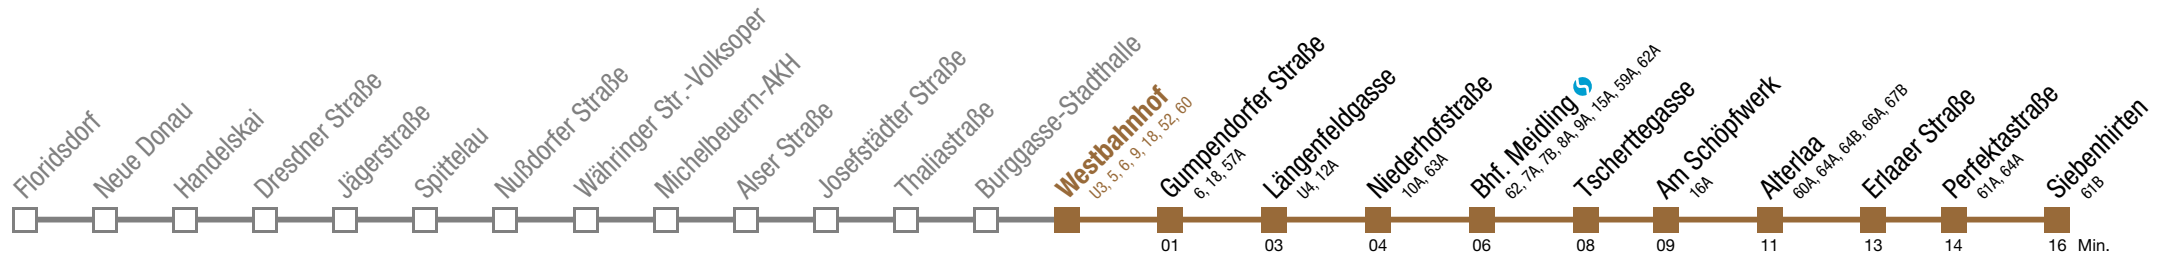 Floridsdorf
Neue Donau
Handelskai
Dresdner Straße
Jägerstraße
Spittelau
Nußdorfer Straße
Währinger Str.-Volksoper
Michelbeuern-AKH
Alser Straße
Josefstädter Straße
Thaliastraße
Burggasse-Stadthalle
Westbahnhof
U3, 5, 6, 9, 18, 52, 60
Gumpendorfer Straße
6, 18, 57A
Längenfeldgasse
U4, 12A
Niederhofstraße
10A, 63A
Bhf. Meidling
62, 7A, 7B, 8A, 9A, 15A, 59A, 62A
Tscherttegasse
Am Schöpfwerk
16A
Alterlaa
60A, 64A, 64B, 66A, 67B
Erlaaer Straße
Perfektastraße
61A, 64A
Siebenhirten
61B
01 03 04 06 08 09 11 13 14 16 Min.